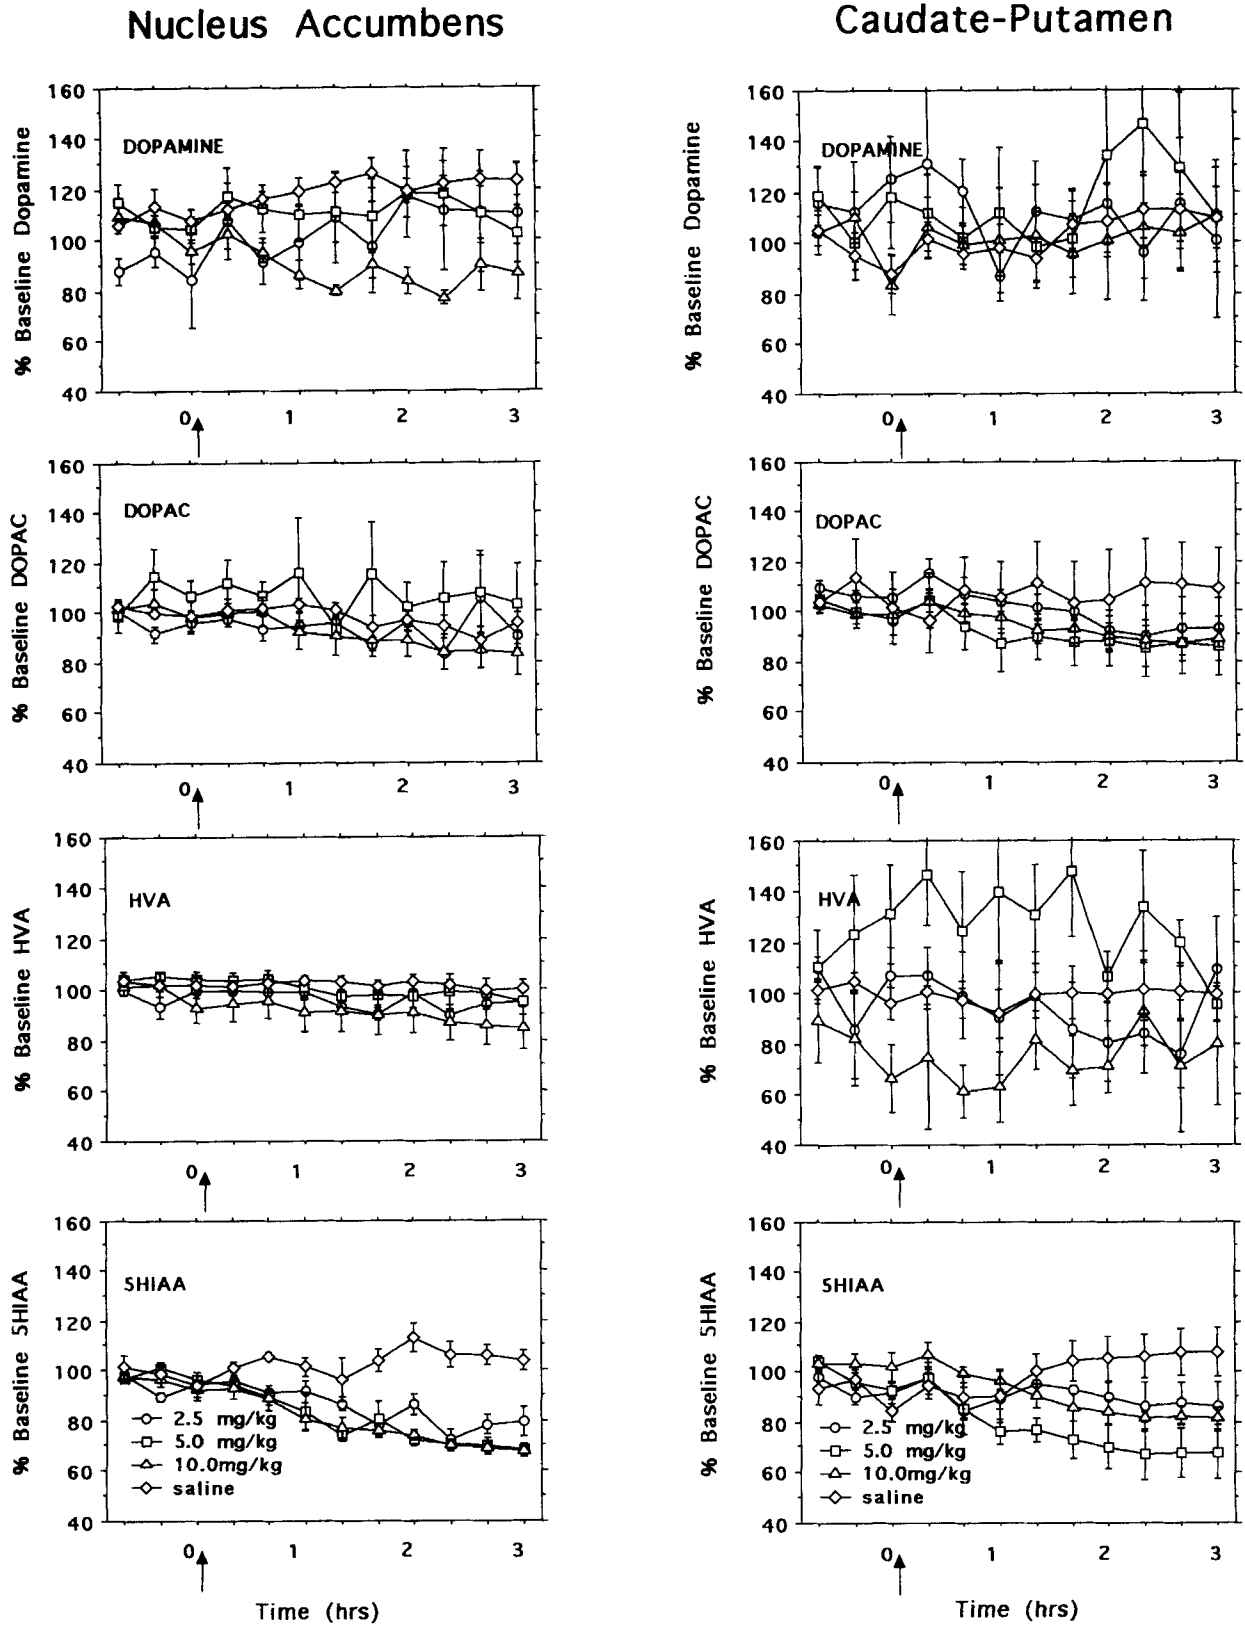 Nucleus Accumbens
% Baseline Dopamine
160
140
120
100
80
60
40
DOPAMINE
0 1 2 3
% Baseline DOPAC
160
140
120
100
80
60
40
DOPAC
0 1 2 3
% Baseline HVA
160
140
120
100
80
60
40
HVA
0 1 2 3
% Baseline 5HIAA
160
140
120
100
80
60
40
5HIAA
2.5 mg/kg
5.0 mg/kg
10.0mg/kg
saline
0 1 2 3
Time (hrs)
Caudate-Putamen
% Baseline Dopamine
160
140
120
100
80
60
40
DOPAMINE
0 1 2 3
% Baseline DOPAC
160
140
120
100
80
60
40
DOPAC
0 1 2 3
% Baseline HVA
160
140
120
100
80
60
40
HVA
0 1 2 3
% Baseline 5HIAA
160
140
120
100
80
60
40
5HIAA
2.5 mg/kg
5.0 mg/kg
10.0mg/kg
saline
0 1 2 3
Time (hrs)